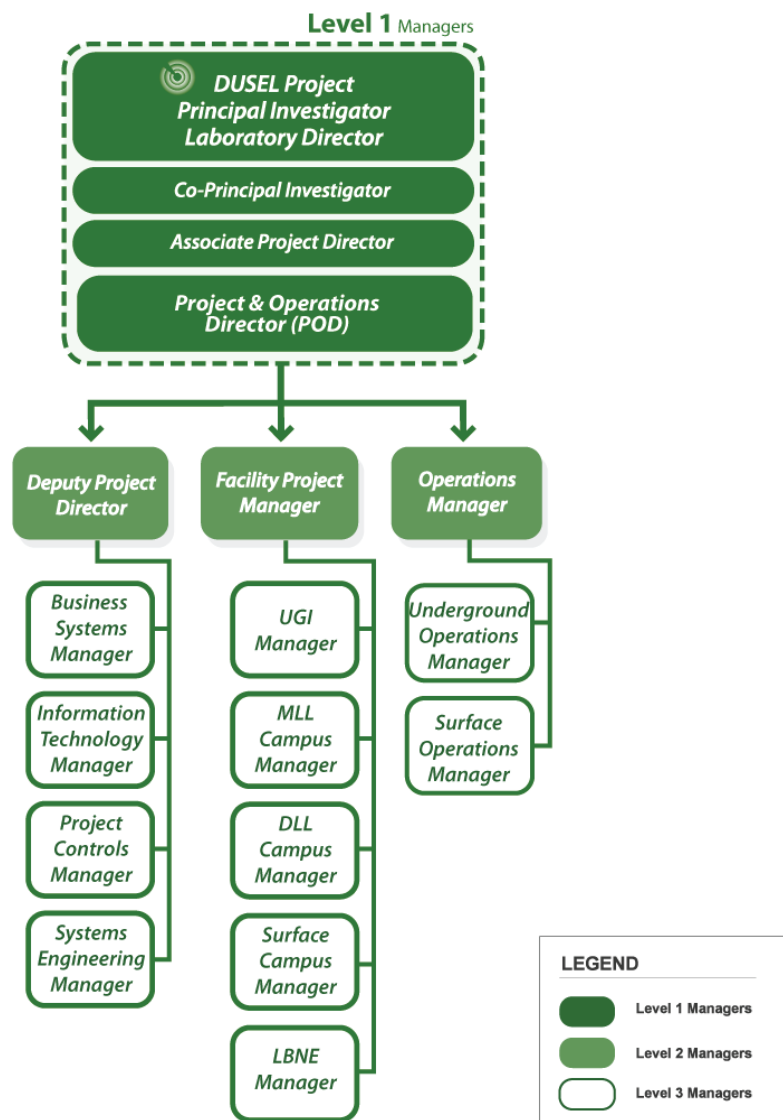 Level 1 Managers
DUSEL Project
Principal Investigator
Laboratory Director
Co-Principal Investigator
Associate Project Director
Project & Operations
Director (POD)
Deputy Project
Director
Facility Project
Manager
Operations
Manager
Business
Systems
Manager
Information
Technology
Manager
Project
Controls
Manager
Systems
Engineering
Manager
UGI
Manager
MLL
Campus
Manager
DLL
Campus
Manager
Surface
Campus
Manager
LBNE
Manager
Underground
Operations
Manager
Surface
Operations
Manager
LEGEND
Level 1 Managers
Level 2 Managers
Level 3 Managers